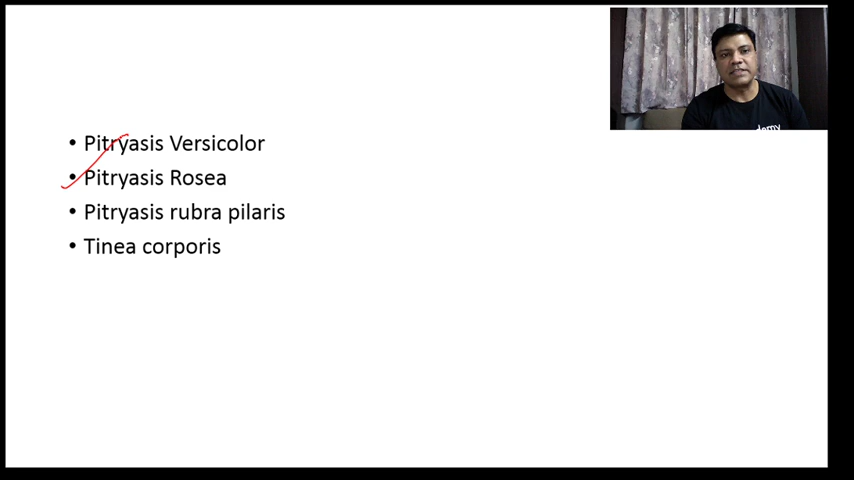 • Pitryasis Versicolor
• Pitryasis Rosea
• Pitryasis rubra pilaris
• Tinea corporis